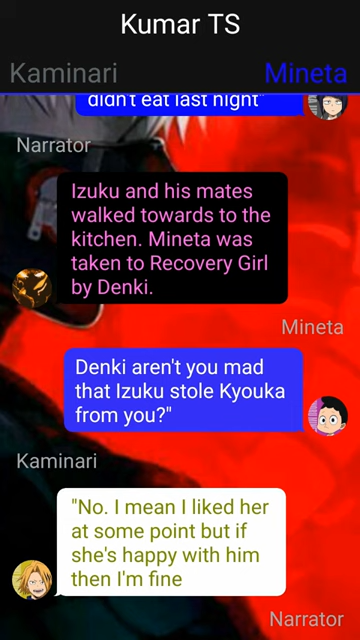 Kumar TS
Kaminari
Mineta
didn't eat last night"
Narrator
Izuku and his mates
walked towards to the
kitchen. Mineta was
taken to Recovery Girl
by Denki.
Mineta
Denki aren't you mad
that Izuku stole Kyouka
from you?"
Kaminari
"No. I mean I liked her
at some point but if
she's happy with him
then I'm fine
Narrator